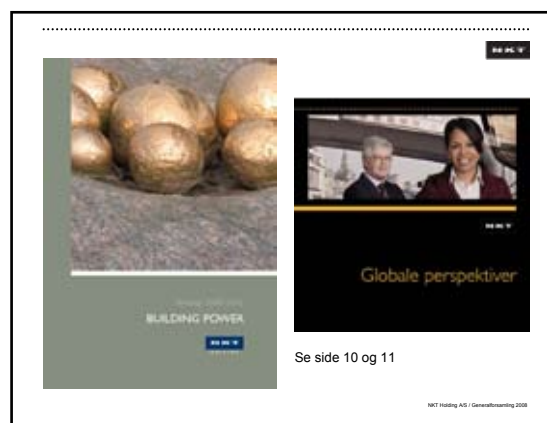 NKT
BUILDING POWER
NKT
NKT
Globale perspektiver
Se side 10 og 11
NKT Holding A/S / Generalforsamling 2008